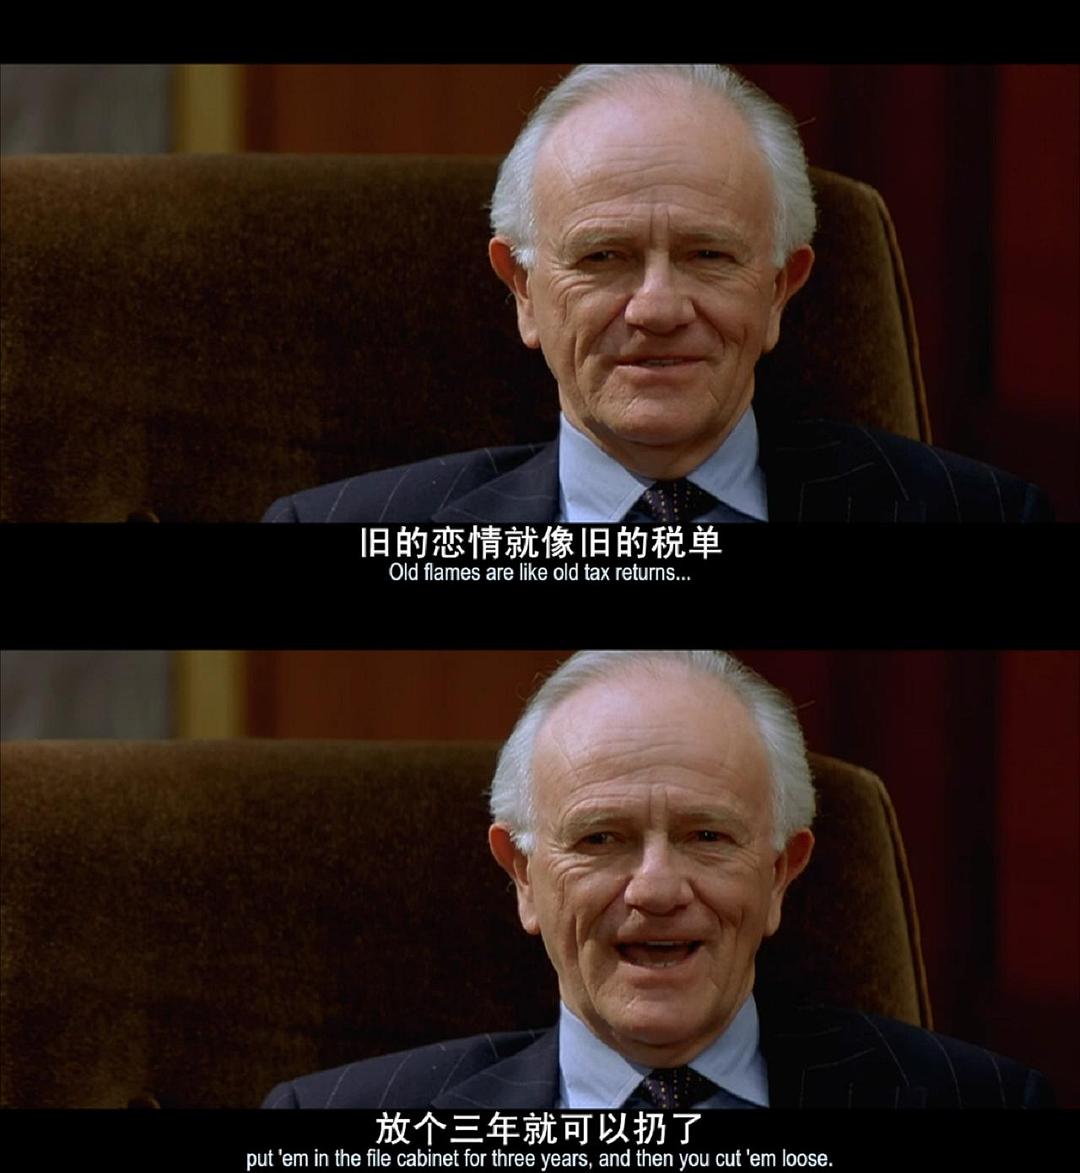 旧的恋情就像旧的税单
Old flames are like old tax returns...
放个三年就可以扔了
put 'em in the file cabinet for three years, and then you cut 'em loose.